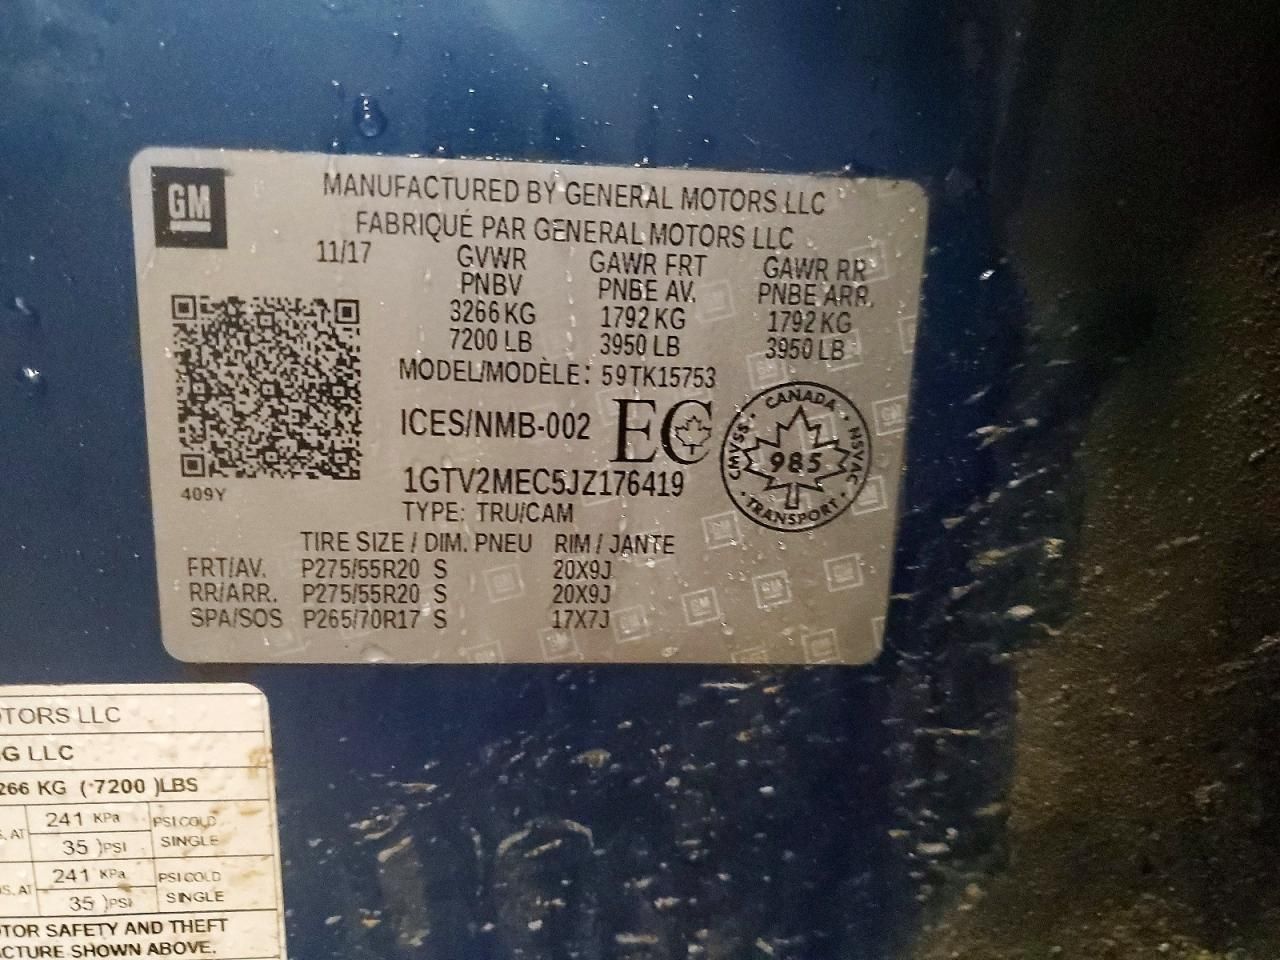 GM
MANUFACTURED BY GENERAL MOTORS LLC
FABRIQUÉ PAR GENERAL MOTORS LLC
11/17 GVWR GAWR FRT GAWR RR
PNBV PNBE AV. PNBE ARR.
3266 KG 1792 KG 1792 KG
7200 LB 3950 LB 3950 LB
MODEL/MODÈLE: 59TK15753
ICES/NMB-002 EC
CANADA
CMVSS · NSVAC
985
TRANSPORT
409Y
1GTV2MEC5JZ176419
TYPE: TRU/CAM
TIRE SIZE / DIM. PNEU RIM / JANTE
FRT/AV. P275/55R20 S 20X9J
RR/ARR. P275/55R20 S 20X9J
SPA/SOS P265/70R17 S 17X7J
TORS LLC
G LLC
266 KG (·7200 )LBS
S. AT 241 KPa PSI COLD
35 )PSI SINGLE
S. AT 241 KPa PSI COLD
35 )PSI SINGLE
TOR SAFETY AND THEFT
CTURE SHOWN ABOVE.